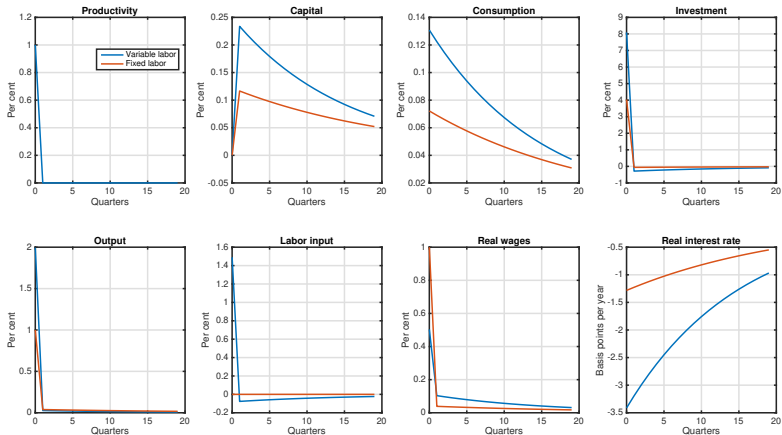 Productivity
Per cent
1.2
1
0.8
0.6
0.4
0.2
0
0 5 10 15 20
Quarters
Variable labor
Fixed labor
Capital
Per cent
0.25
0.2
0.15
0.1
0.05
0
-0.05
0 5 10 15 20
Quarters
Consumption
Per cent
0.14
0.12
0.1
0.08
0.06
0.04
0.02
0 10 20
Quarters
Investment
Per cent
9
8
7
6
5
4
3
2
1
0
-1
0 5 10 15 20
Quarters
Output
Per cent
2
1.5
1
0.5
0
0 5 10 15 20
Quarters
Labor input
Per cent
1.6
1.4
1.2
1
0.8
0.6
0.4
0.2
0
-0.2
0 5 10 15 20
Quarters
Real wages
Per cent
1
0.8
0.6
0.4
0.2
0
0 10 20
Quarters
Real interest rate
Basis points per year
-0.5
-1
-1.5
-2
-2.5
-3
-3.5
0 5 10 15 20
Quarters